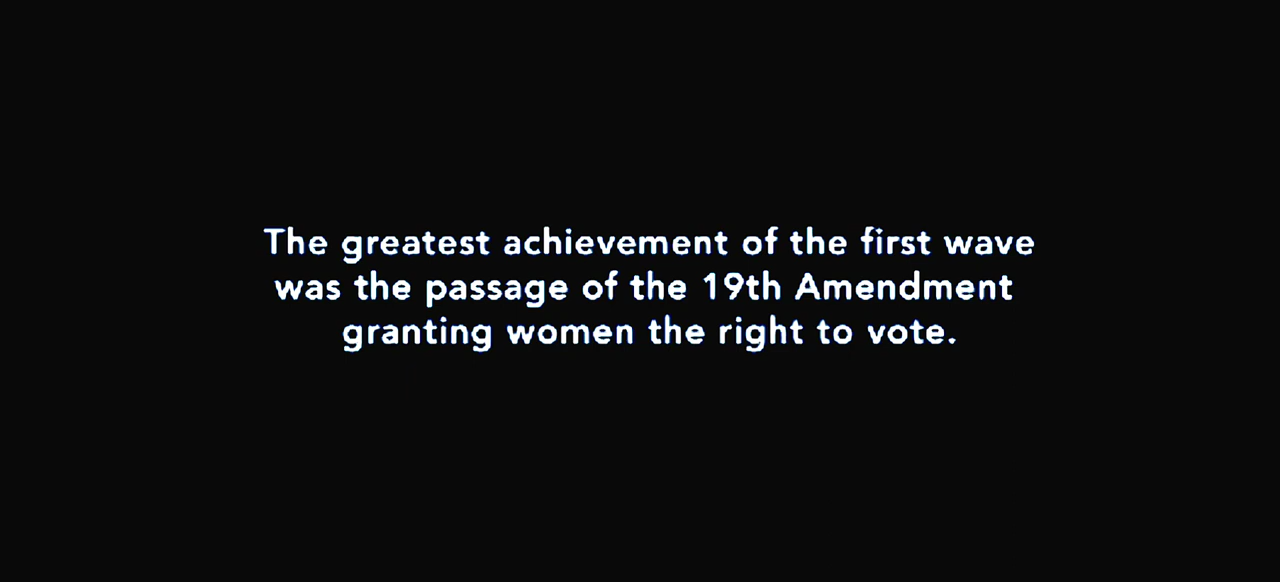 The greatest achievement of the first wave
was the passage of the 19th Amendment
granting women the right to vote.